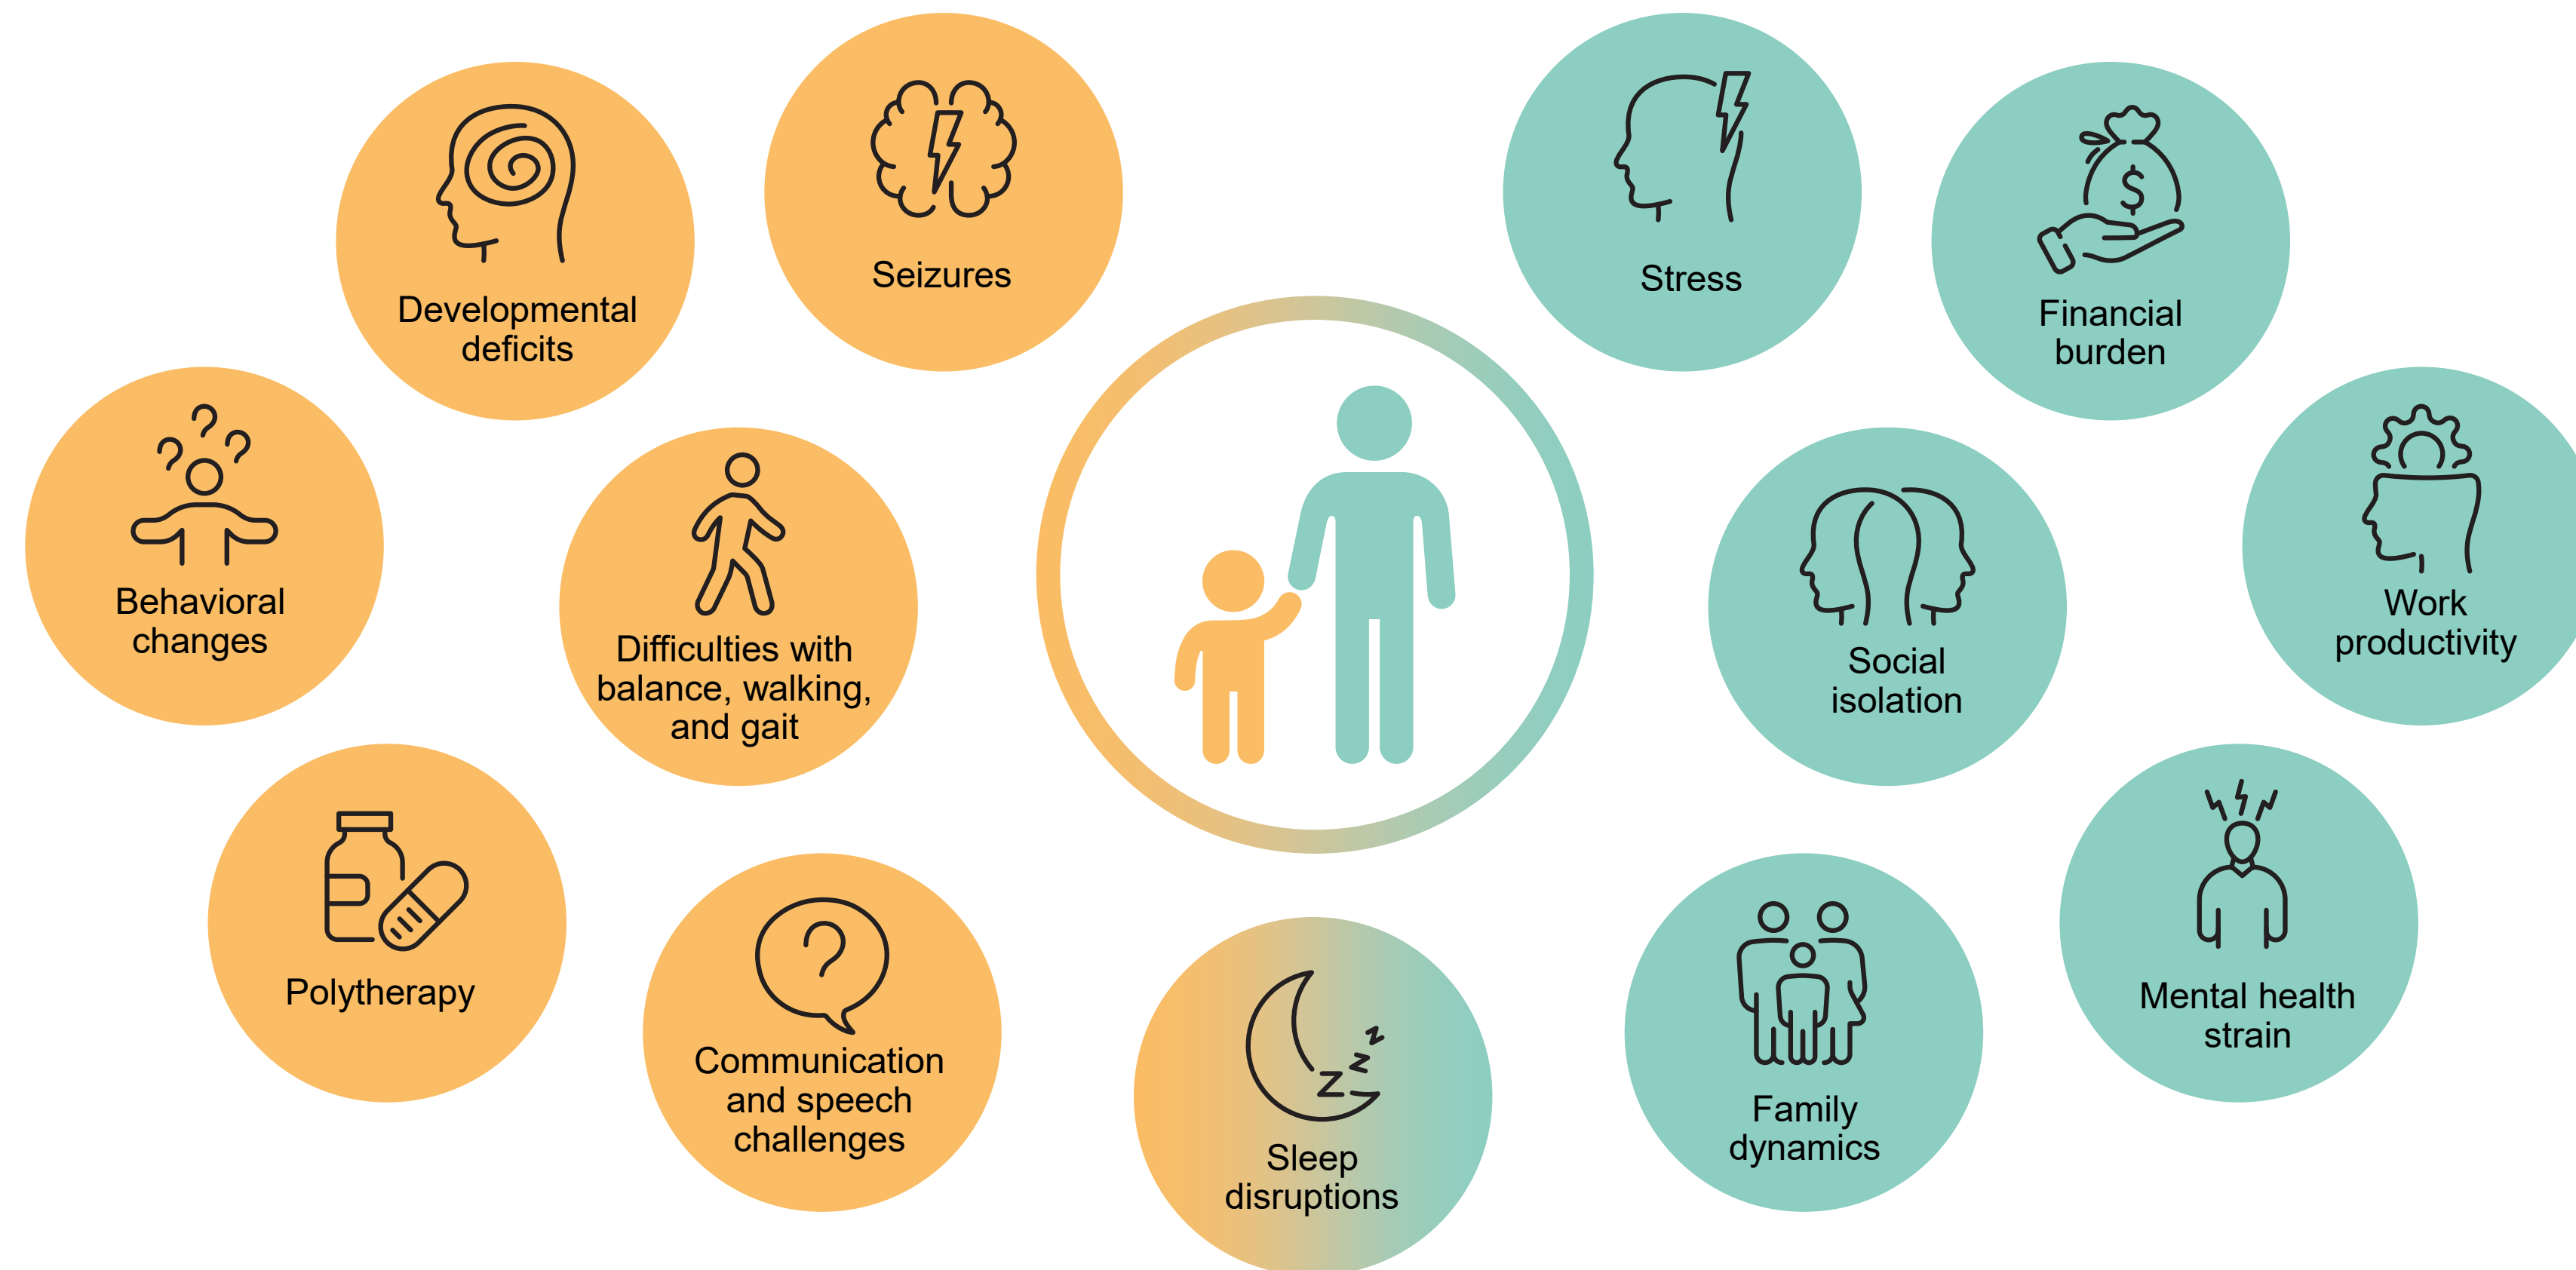 Developmental
deficits
Seizures
Behavioral
changes
Difficulties with
balance, walking,
and gait
Polytherapy
Communication
and speech
challenges
Sleep
disruptions
Stress
Financial
burden
Social
isolation
Work
productivity
Family
dynamics
Mental health
strain